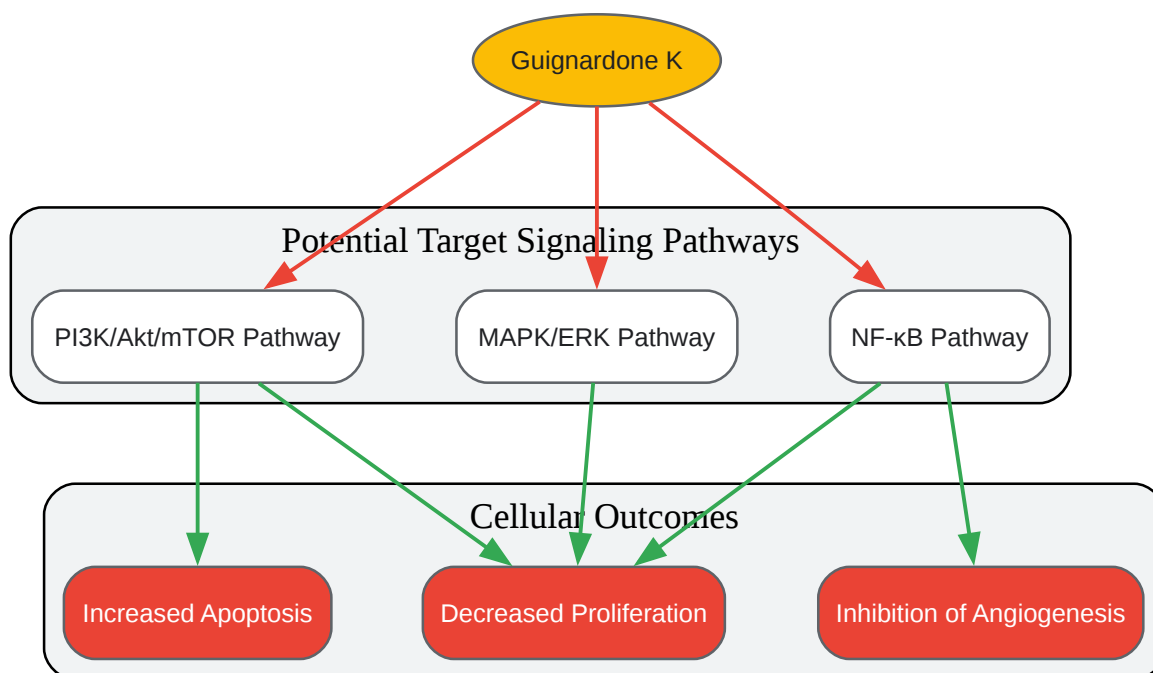 Guignardone K
Potential Target Signaling Pathways
PI3K/Akt/mTOR Pathway
MAPK/ERK Pathway
NF-κB Pathway
Cellular Outcomes
Increased Apoptosis
Decreased Proliferation
Inhibition of Angiogenesis